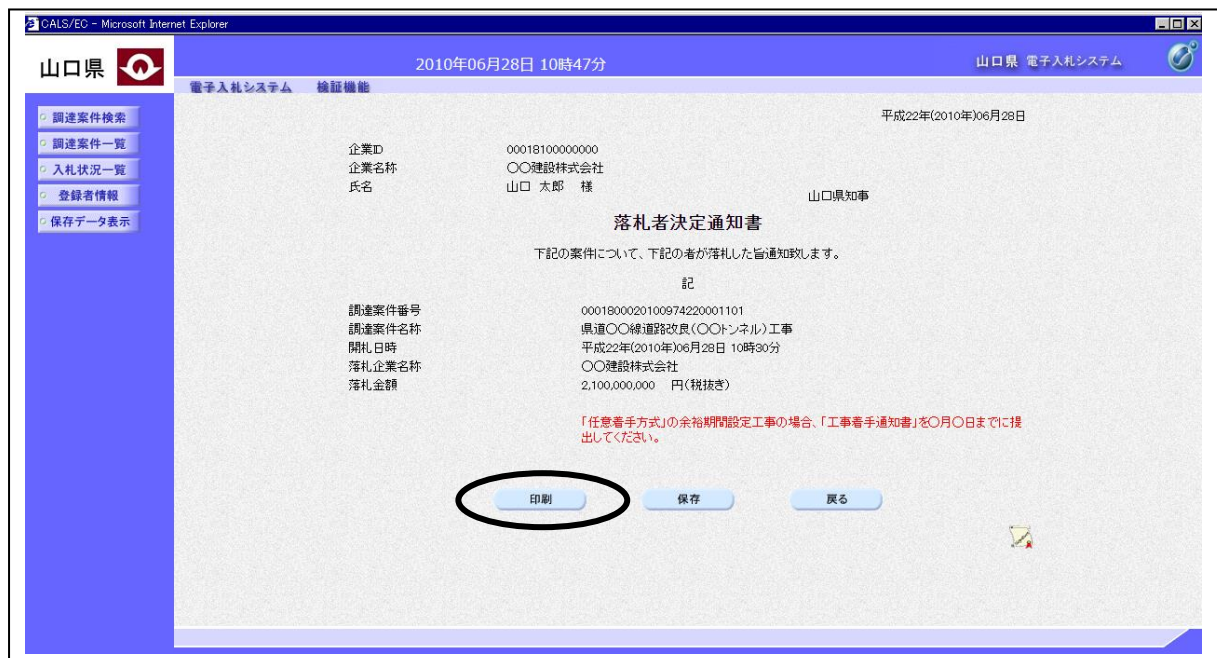 CALS/EC - Microsoft Internet Explorer
山口県
2010年06月28日 10時47分
山口県 電子入札システム
電子入札システム 検証機能
調達案件検索
調達案件一覧
入札状況一覧
登録者情報
保存データ表示
平成22年(2010年)06月28日
企業ID 00018100000000
企業名称 〇〇建設株式会社
氏名 山口 太郎 様
山口県知事
落札者決定通知書
下記の案件について、下記の者が落札した旨通知致します。
記
調達案件番号 0001800020100974220001101
調達案件名称 県道〇〇線道路改良(〇〇トンネル)工事
開札日時 平成22年(2010年)06月28日 10時30分
落札企業名称 〇〇建設株式会社
落札金額 2,100,000,000 円(税抜き)
「任意着手方式」の余裕期間設定工事の場合、「工事着手通知書」を〇月〇日までに提
出してください。
印刷 保存 戻る